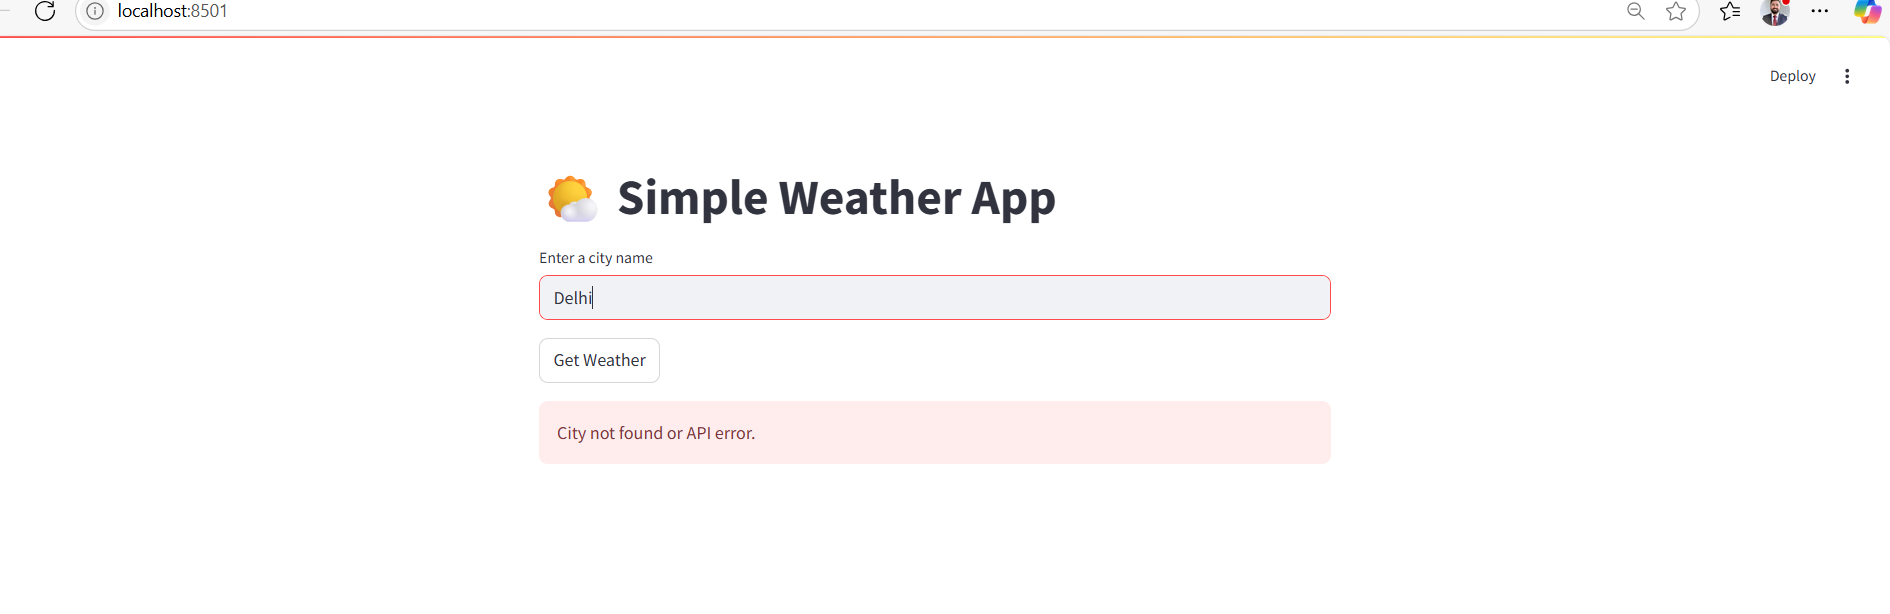 localhost:8501
Deploy
Simple Weather App
Enter a city name
Delhi
Get Weather
City not found or API error.